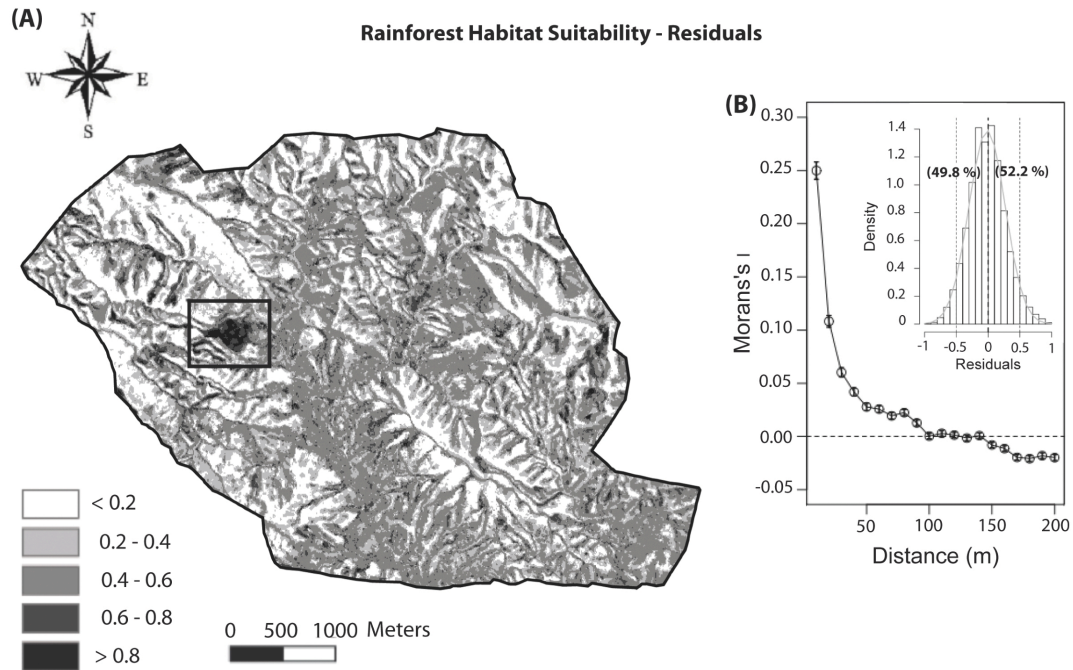 (A)
Rainforest Habitat Suitability - Residuals
N
W E
S
< 0.2
0.2 - 0.4
0.4 - 0.6
0.6 - 0.8
> 0.8
0 500 1000 Meters
(B)
0.30
0.25
0.20
0.15
0.10
0.05
0.00
-0.05
Morans's I
50 100 150 200
Distance (m)
1.4
1.2
1.0
0.8
0.6
0.4
0.2
0
Density
(49.8 %) (52.2 %)
-1 -0.5 0 0.5 1
Residuals